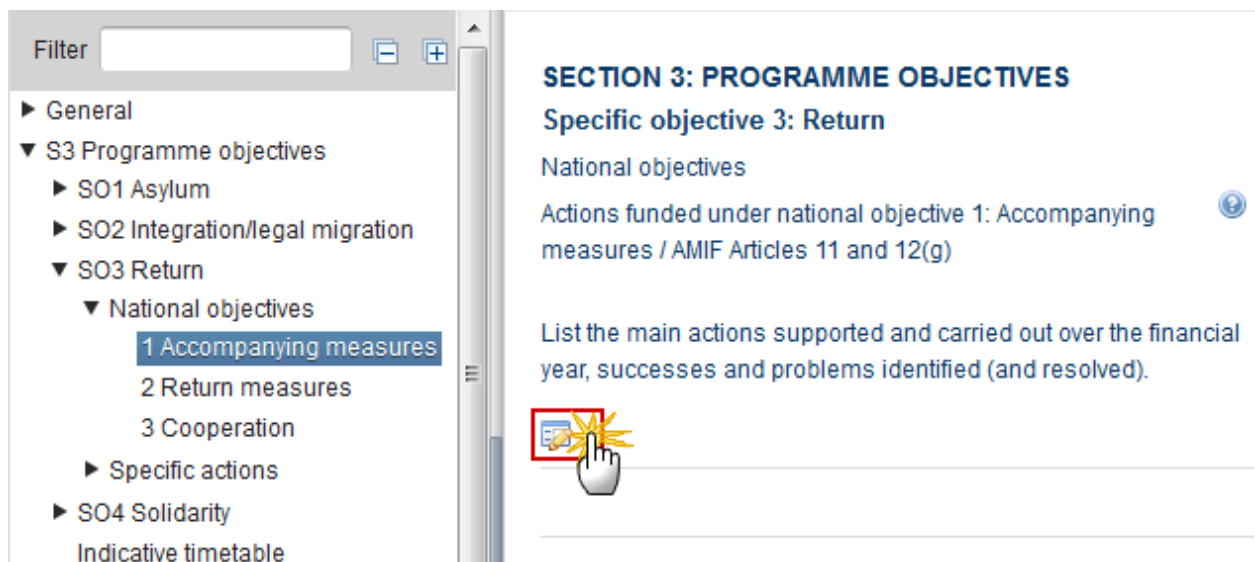 Filter
General
S3 Programme objectives
SO1 Asylum
SO2 Integration/legal migration
SO3 Return
National objectives
1 Accompanying measures
2 Return measures
3 Cooperation
Specific actions
SO4 Solidarity
Indicative timetable
SECTION 3: PROGRAMME OBJECTIVES
Specific objective 3: Return
National objectives
Actions funded under national objective 1: Accompanying
measures / AMIF Articles 11 and 12(g)
List the main actions supported and carried out over the financial
year, successes and problems identified (and resolved).